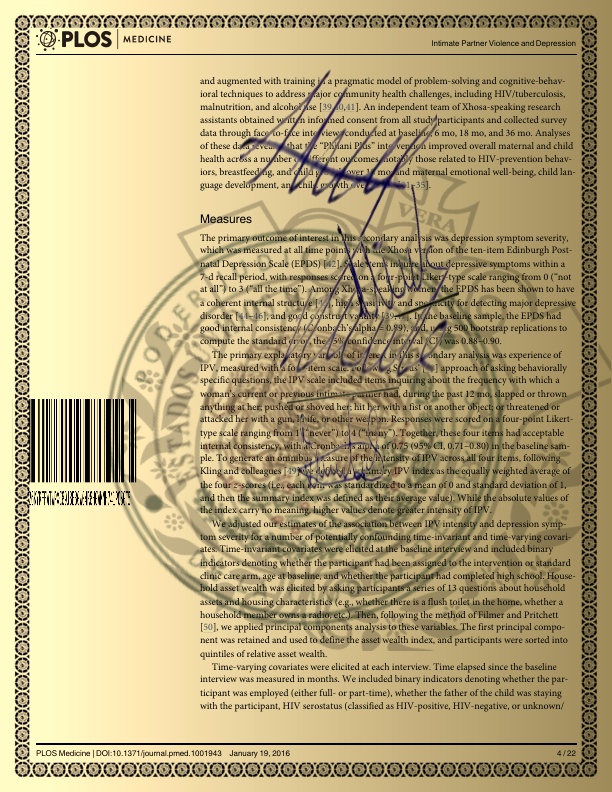 PLOS MEDICINE
Intimate Partner Violence and Depression
and augmented with training in a pragmatic model of problem-solving and cognitive-behav-
ioral techniques to address major community health challenges, including HIV/tuberculosis,
malnutrition, and alcohol use [39,40,41]. An independent team of Xhosa-speaking research
assistants obtained written informed consent from all study participants and collected survey
data through face-to-face interviews conducted at baseline, 6 mo, 18 mo, and 36 mo. Analyses
of these data revealed that the "Philani Plus" intervention improved overall maternal and child
health across a number of different outcomes, notably those related to HIV-prevention behav-
iors, breastfeeding, and child growth over 18 mo and maternal emotional well-being, child lan-
guage development, and child growth over
Measures
The primary outcome of interest in this secondary analysis was depression symptom severity,
which was measured at all time points with the Xhosa version of the ten-item Edinburgh Post-
natal Depression Scale (EPDS) [42]. Scale items inquire about depressive symptoms within a
7-d recall period, with responses scored on a four-point Likert-type scale ranging from 0 ("not
at all") to 3 ("all the time"). Among Xhosa-speaking women, the EPDS has been shown to have
a coherent internal structure high sensitivity and specificity for detecting major depressive
disorder [44–46], and good construct validity In the baseline sample, the EPDS had
good internal consistency (Cronbach's alpha = 0.89), and, using 500 bootstrap replications to
compute the standard error, the 95% confidence interval (CI) was 0.88–0.90.
The primary explanatory variable of interest in this secondary analysis was experience of
IPV, measured with a four-item scale approach of asking behaviorally
specific questions, the IPV scale included items inquiring about the frequency with which a
woman's current or previous intimate partner had, during the past 12 mo, slapped or thrown
anything at her; pushed or shoved her; hit her with a fist or another object; or threatened or
attacked her with a gun, knife, or other weapon. Responses were scored on a four-point Likert-
type scale ranging from 1 ("never") to 4 ("many"). Together, these four items had acceptable
internal consistency, with a Cronbach's alpha of 0.75 (95% CI, 0.71–0.80) in the baseline sam-
ple. To generate an omnibus measure of the intensity of IPV across all four items, following
Kling and colleagues we defined a summary IPV index as the equally weighted average of
the four z-scores (i.e., each item was standardized to a mean of 0 and standard deviation of 1,
and then the summary index was defined as their average value). While the absolute values of
the index carry no meaning, higher values denote greater intensity of IPV.
We adjusted our estimates of the association between IPV intensity and depression symp-
tom severity for a number of potentially confounding time-invariant and time-varying covari-
ates. Time-invariant covariates were elicited at the baseline interview and included binary
indicators denoting whether the participant had been assigned to the intervention or standard
clinic care arm, age at baseline, and whether the participant had completed high school. House-
hold asset wealth was elicited by asking participants a series of 13 questions about household
assets and housing characteristics (e.g., whether there is a flush toilet in the home, whether a
household member owns a radio, etc.). Then, following the method of Filmer and Pritchett
[50], we applied principal components analysis to these variables. The first principal compo-
nent was retained and used to define the asset wealth index, and participants were sorted into
quintiles of relative asset wealth.
Time-varying covariates were elicited at each interview. Time elapsed since the baseline
interview was measured in months. We included binary indicators denoting whether the par-
ticipant was employed (either full- or part-time), whether the father of the child was staying
with the participant, HIV serostatus (classified as HIV-positive, HIV-negative, or unknown/
PLOS Medicine | DOI:10.1371/journal.pmed.1001943 January 19, 2016
4 / 22